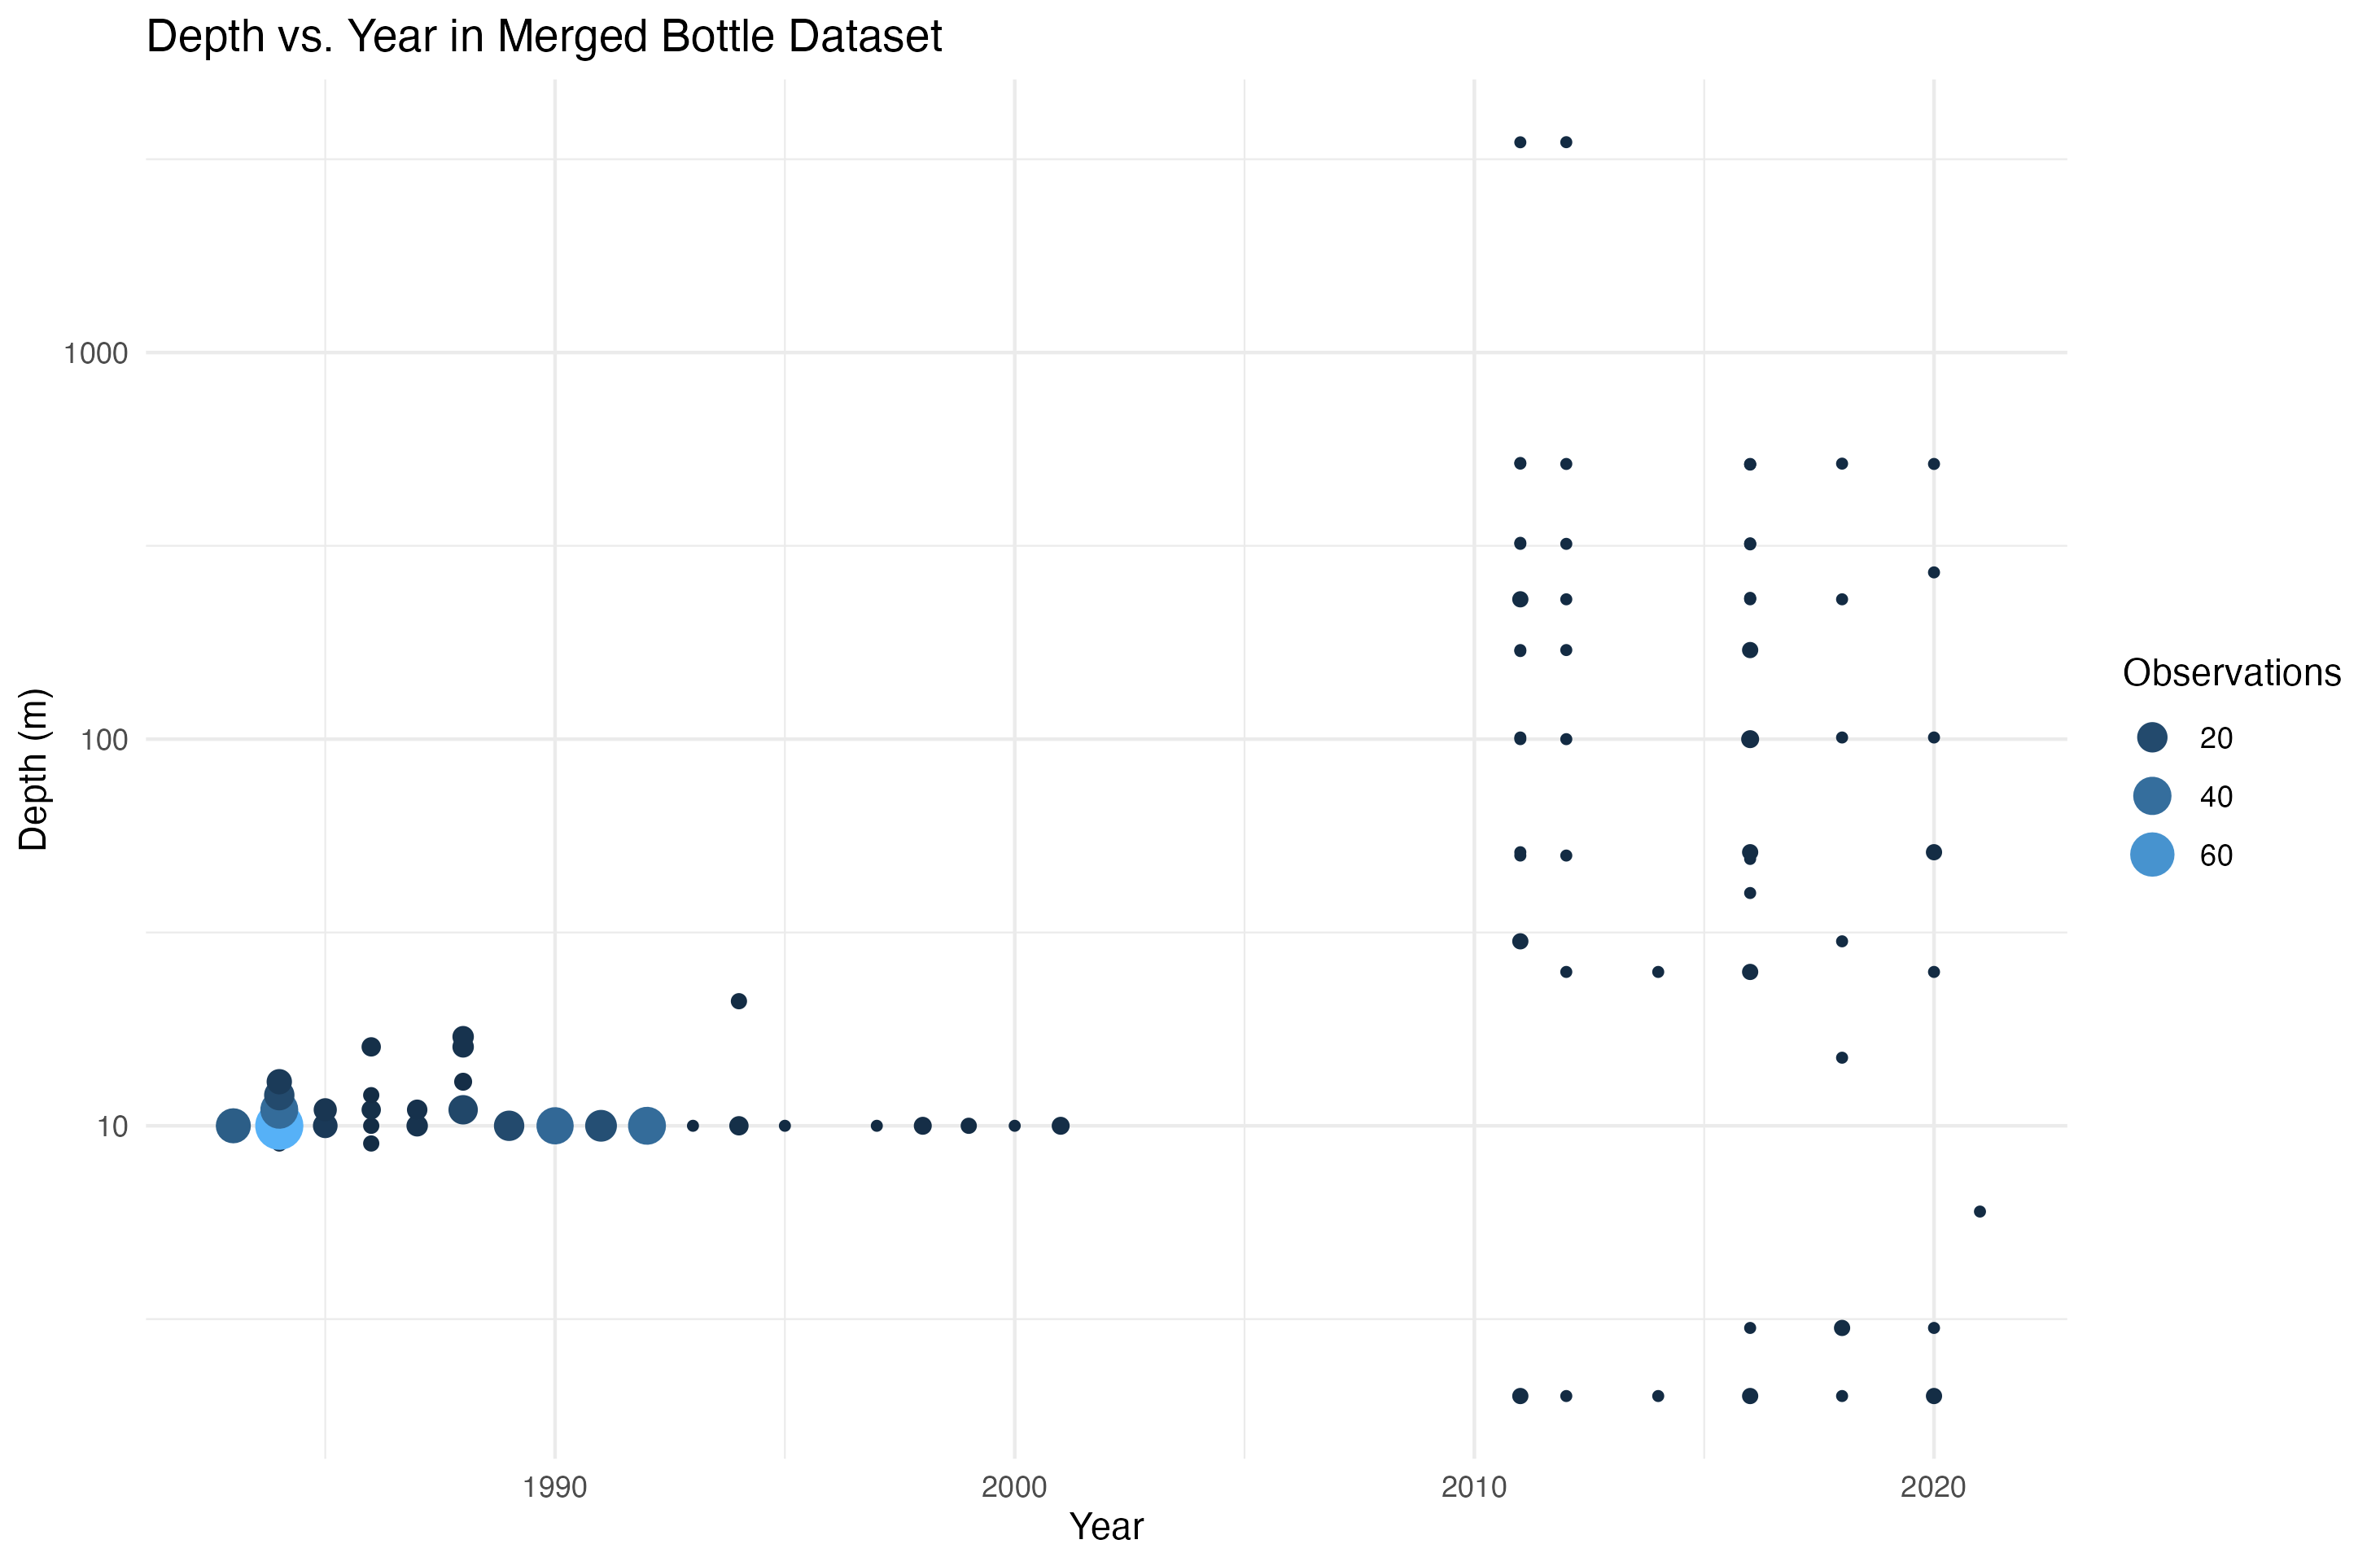 Depth vs. Year in Merged Bottle Dataset
Depth (m)
1000
100
10
1990
2000
2010
2020
Year
Observations
20
40
60